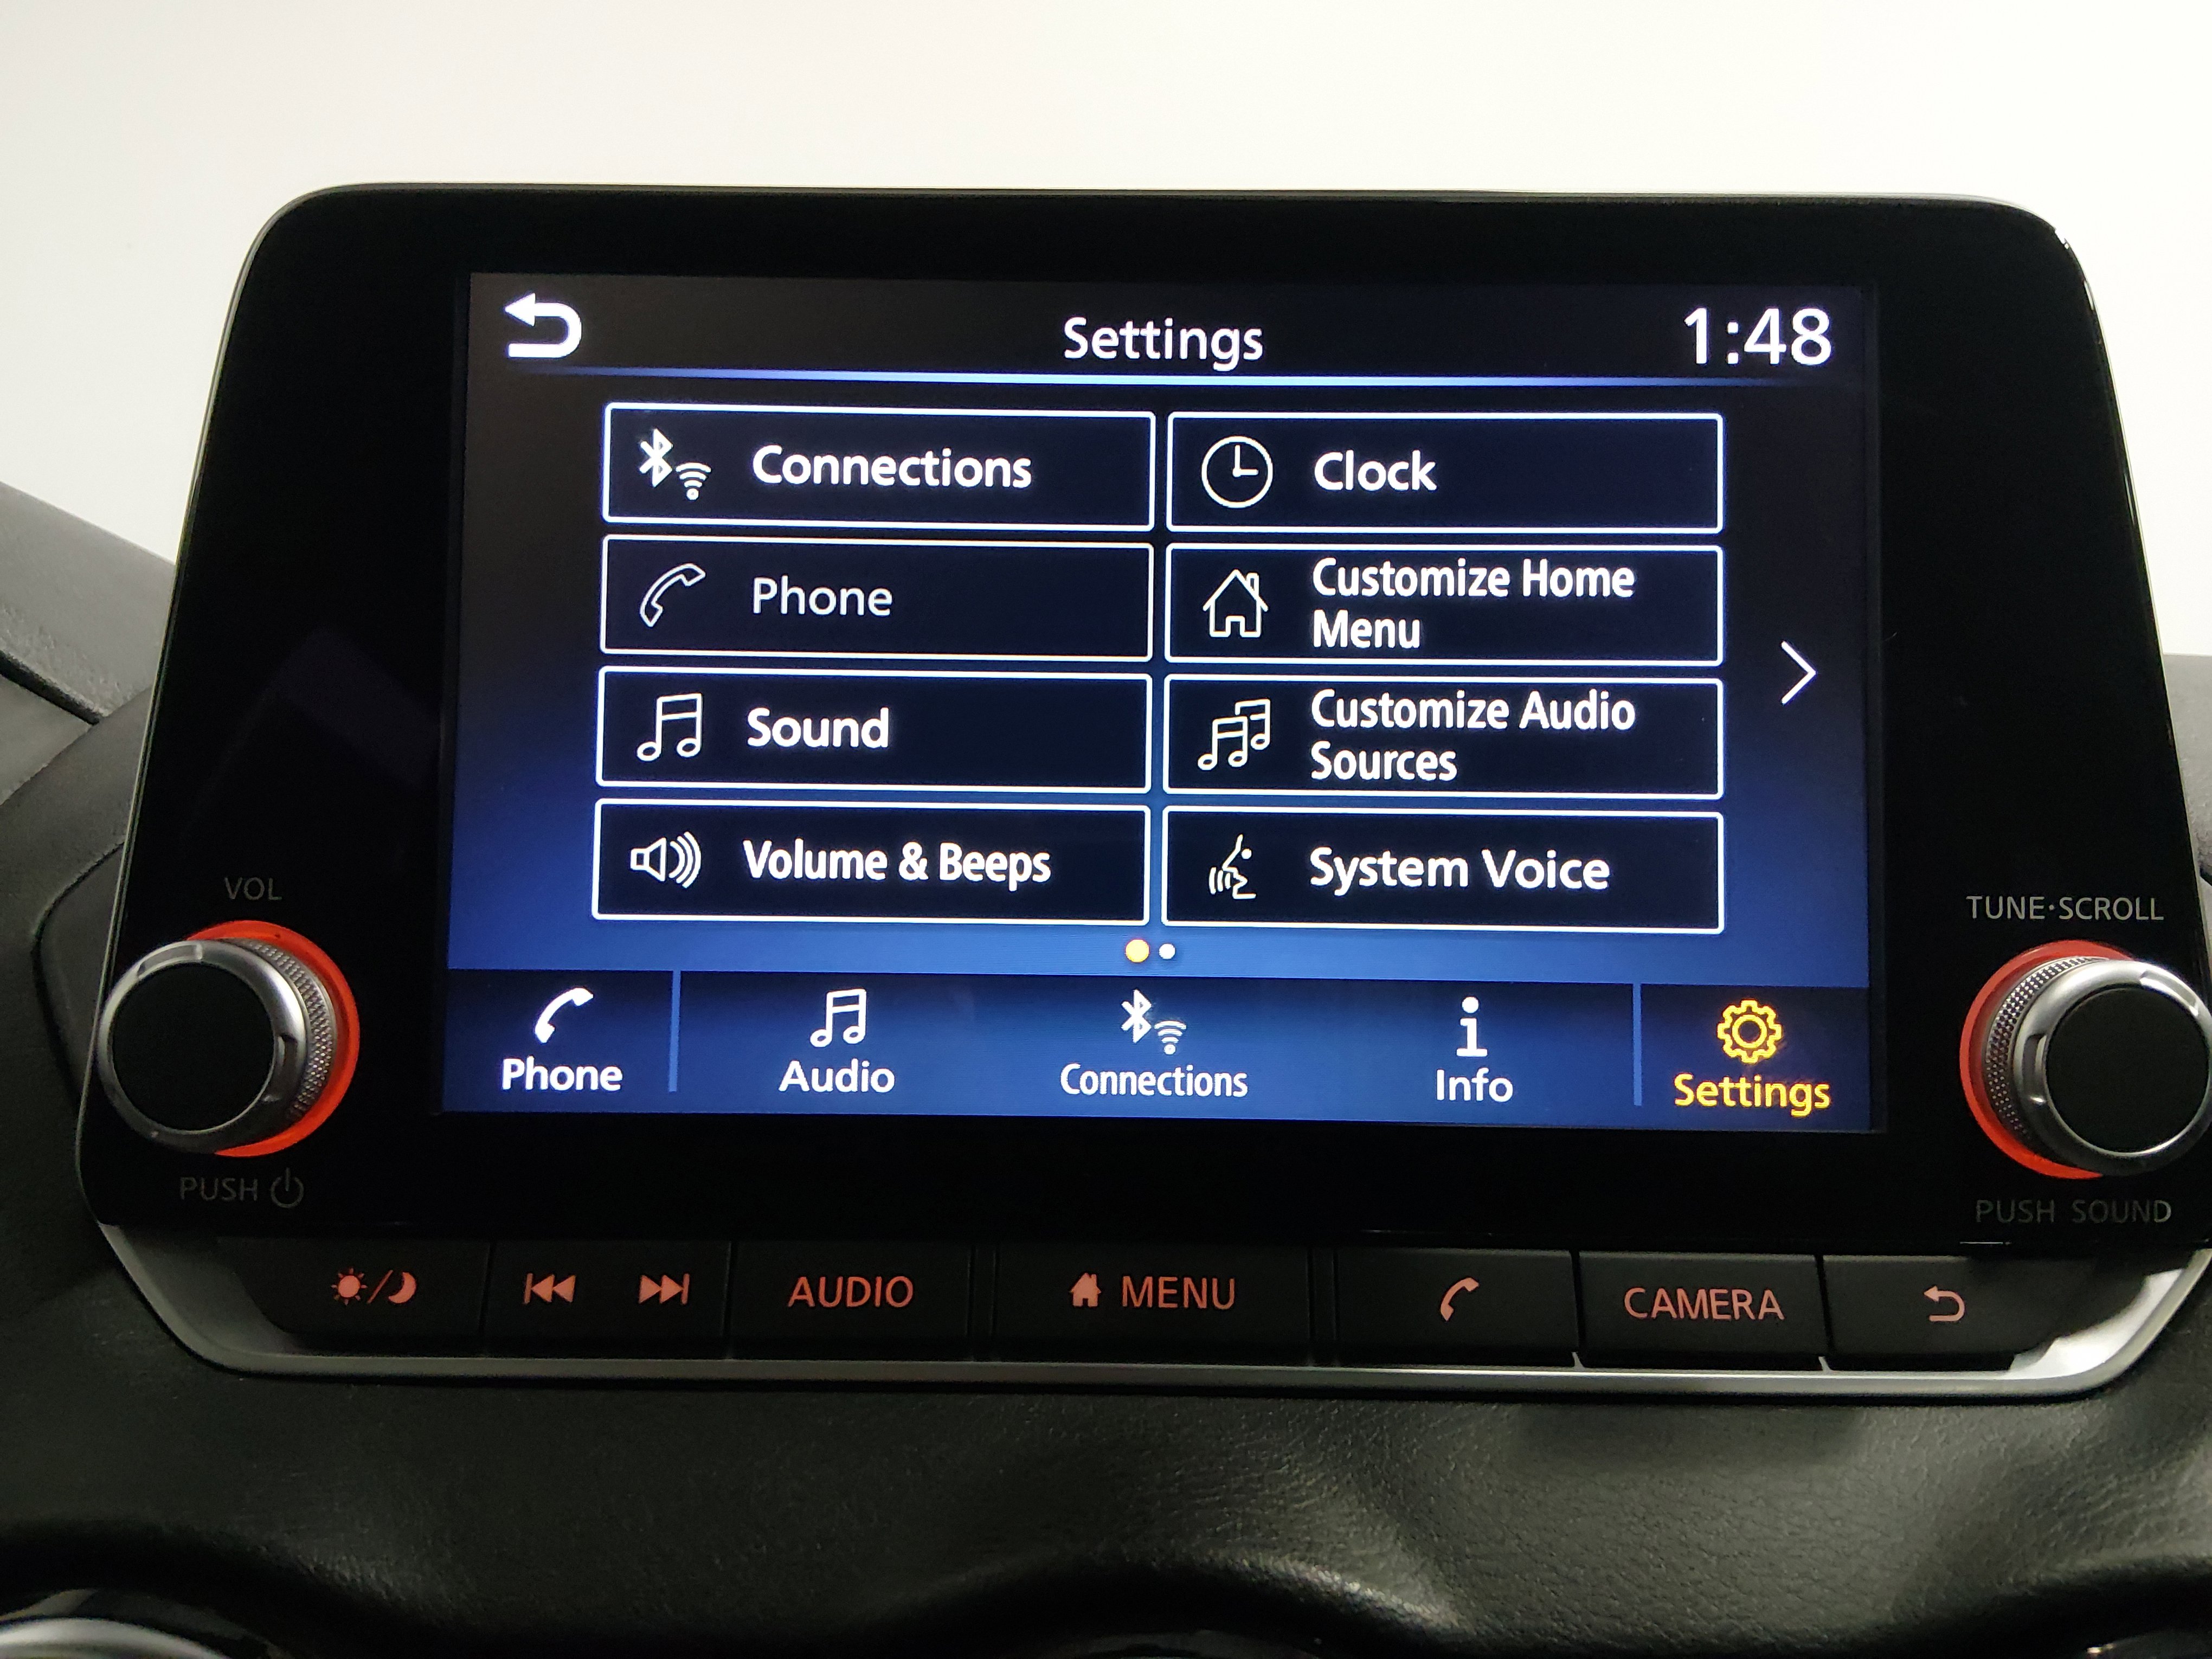 Settings
1:48
Connections
Clock
Phone
Customize Home
Menu
Sound
Customize Audio
Sources
Volume & Beeps
System Voice
Phone
Audio
Connections
Info
Settings
VOL
PUSH
TUNE·SCROLL
PUSH SOUND
AUDIO
MENU
CAMERA